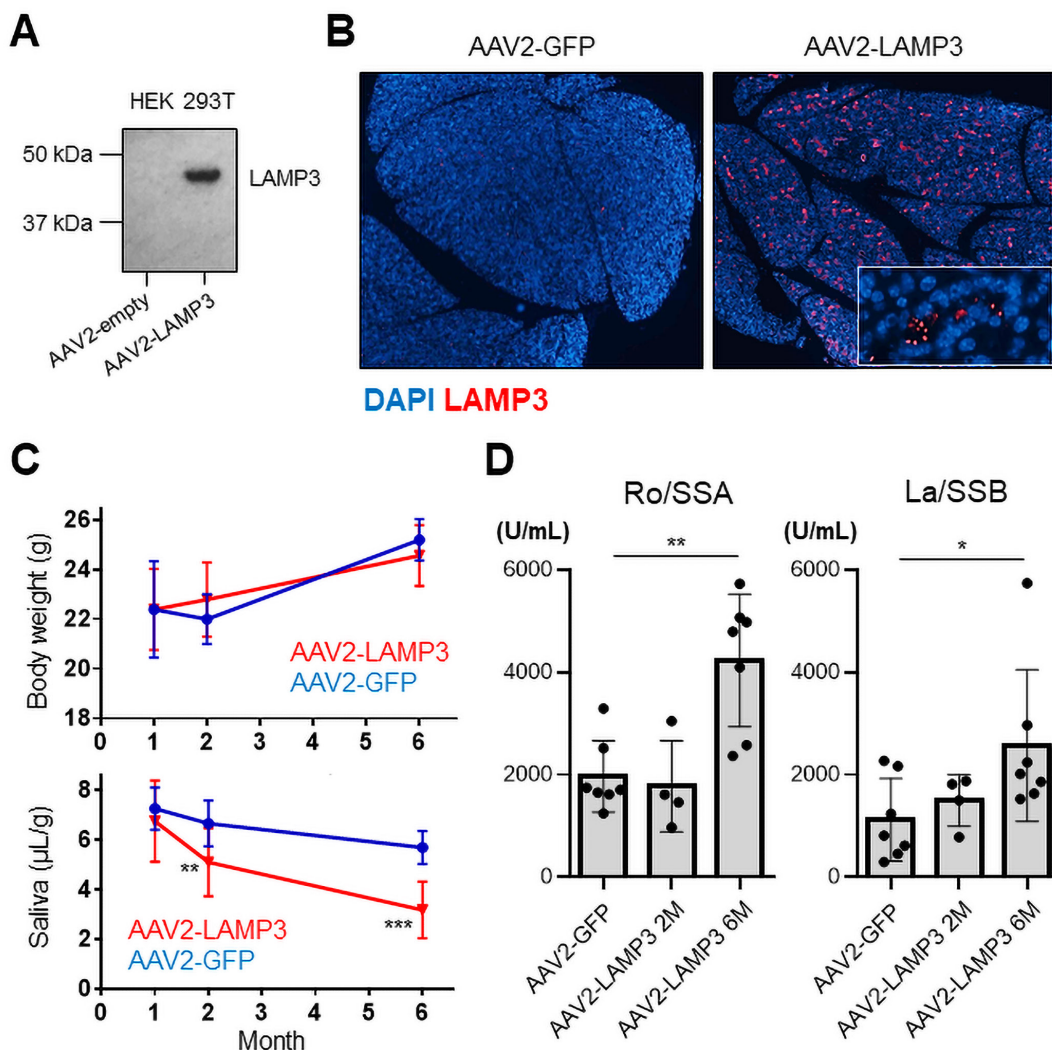 A
HEK 293T
50 kDa
37 kDa
LAMP3
AAV2-empty
AAV2-LAMP3
B
AAV2-GFP
AAV2-LAMP3
DAPI LAMP3
C
Body weight (g)
26
24
22
20
18
AAV2-LAMP3
AAV2-GFP
0 1 2 3 4 5 6
Saliva (µL/g)
8
6
4
2
0
**
***
AAV2-LAMP3
AAV2-GFP
0 1 2 3 4 5 6
Month
D
Ro/SSA
(U/mL)
**
6000
4000
2000
0
AAV2-GFP
AAV2-LAMP3 2M
AAV2-LAMP3 6M
La/SSB
(U/mL)
*
6000
4000
2000
0
AAV2-GFP
AAV2-LAMP3 2M
AAV2-LAMP3 6M